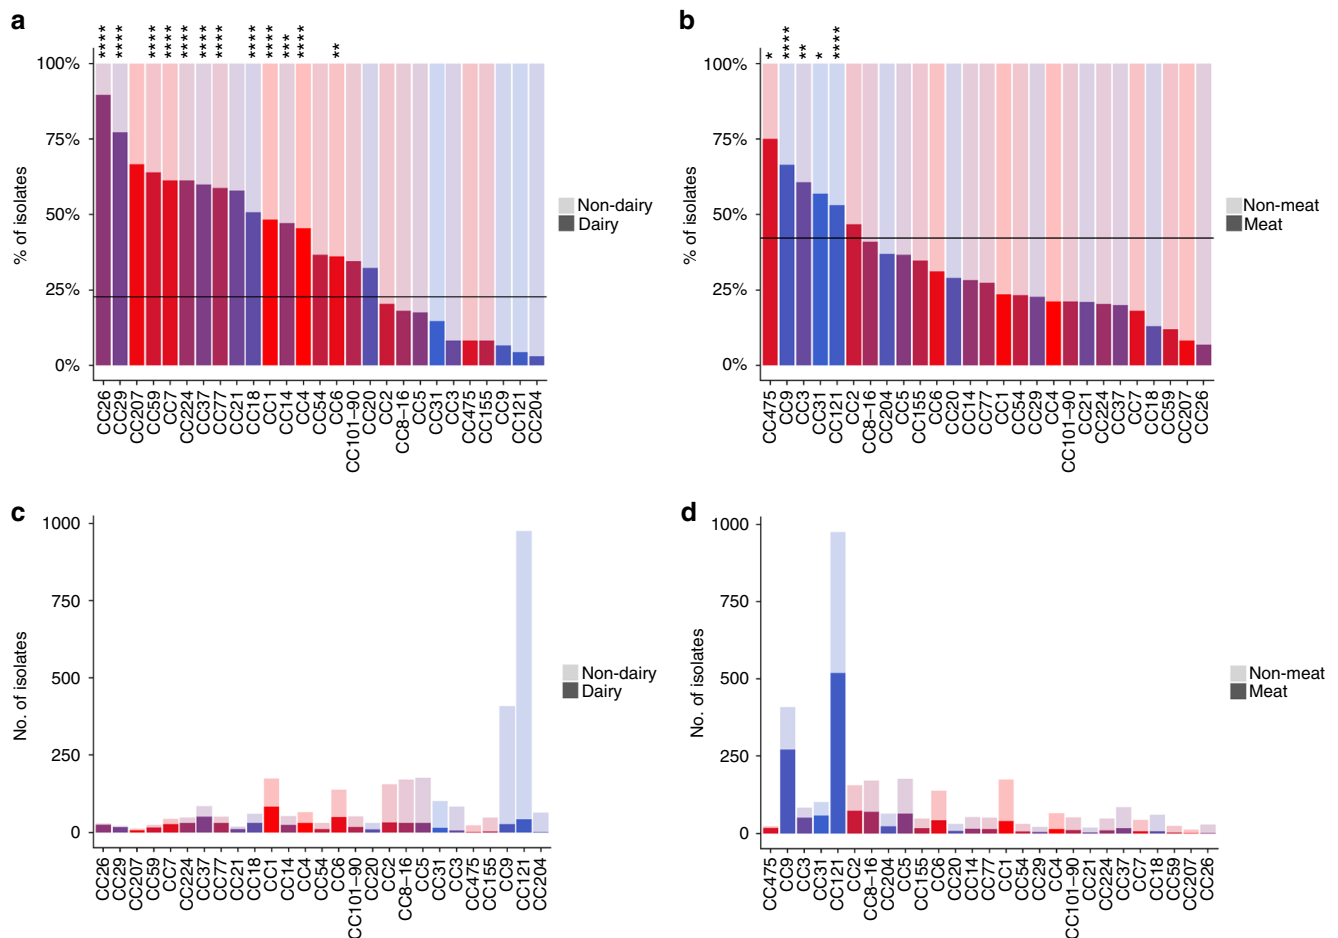 a
**** **** **** **** **** **** **** **** **** *** **** **
100%
75%
50%
25%
0%
% of isolates
Non-dairy
Dairy
CC26 CC29 CC207 CC59 CC7 CC224 CC37 CC77 CC21 CC18 CC1 CC14 CC4 CC54 CC6 CC101–90 CC20 CC2 CC8–16 CC5 CC31 CC3 CC475 CC155 CC9 CC121 CC204
b
* **** ** * ****
100%
75%
50%
25%
0%
% of isolates
Non-meat
Meat
CC475 CC9 CC3 CC31 CC121 CC2 CC8–16 CC204 CC5 CC155 CC6 CC20 CC14 CC77 CC1 CC54 CC29 CC4 CC101–90 CC21 CC224 CC37 CC7 CC18 CC59 CC207 CC26
c
1000
750
500
250
0
No. of isolates
Non-dairy
Dairy
CC26 CC29 CC207 CC59 CC7 CC224 CC37 CC77 CC21 CC18 CC1 CC14 CC4 CC54 CC6 CC101–90 CC20 CC2 CC8–16 CC5 CC31 CC3 CC475 CC155 CC9 CC121 CC204
d
1000
750
500
250
0
No. of isolates
Non-meat
Meat
CC475 CC9 CC3 CC31 CC121 CC2 CC8–16 CC204 CC5 CC155 CC6 CC20 CC14 CC77 CC1 CC54 CC29 CC4 CC101–90 CC21 CC224 CC37 CC7 CC18 CC59 CC207 CC26